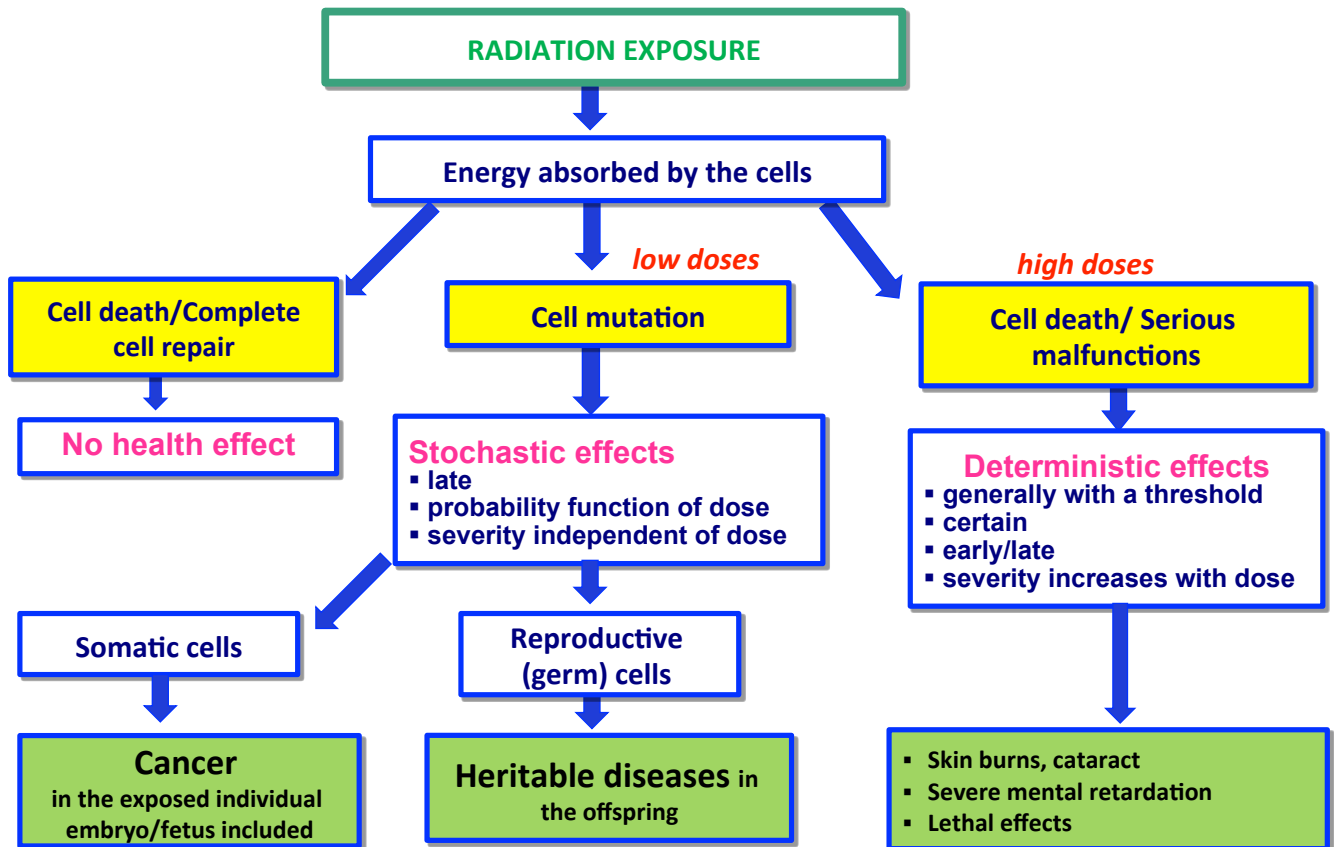 RADIATION EXPOSURE
Energy absorbed by the cells
low doses
high doses
Cell death/Complete
cell repair
Cell mutation
Cell death/ Serious
malfunctions
No health effect
Stochastic effects
▪ late
▪ probability function of dose
▪ severity independent of dose
Deterministic effects
▪ generally with a threshold
▪ certain
▪ early/late
▪ severity increases with dose
Somatic cells
Reproductive
(germ) cells
Cancer
in the exposed individual
embryo/fetus included
Heritable diseases in
the offspring
▪ Skin burns, cataract
▪ Severe mental retardation
▪ Lethal effects